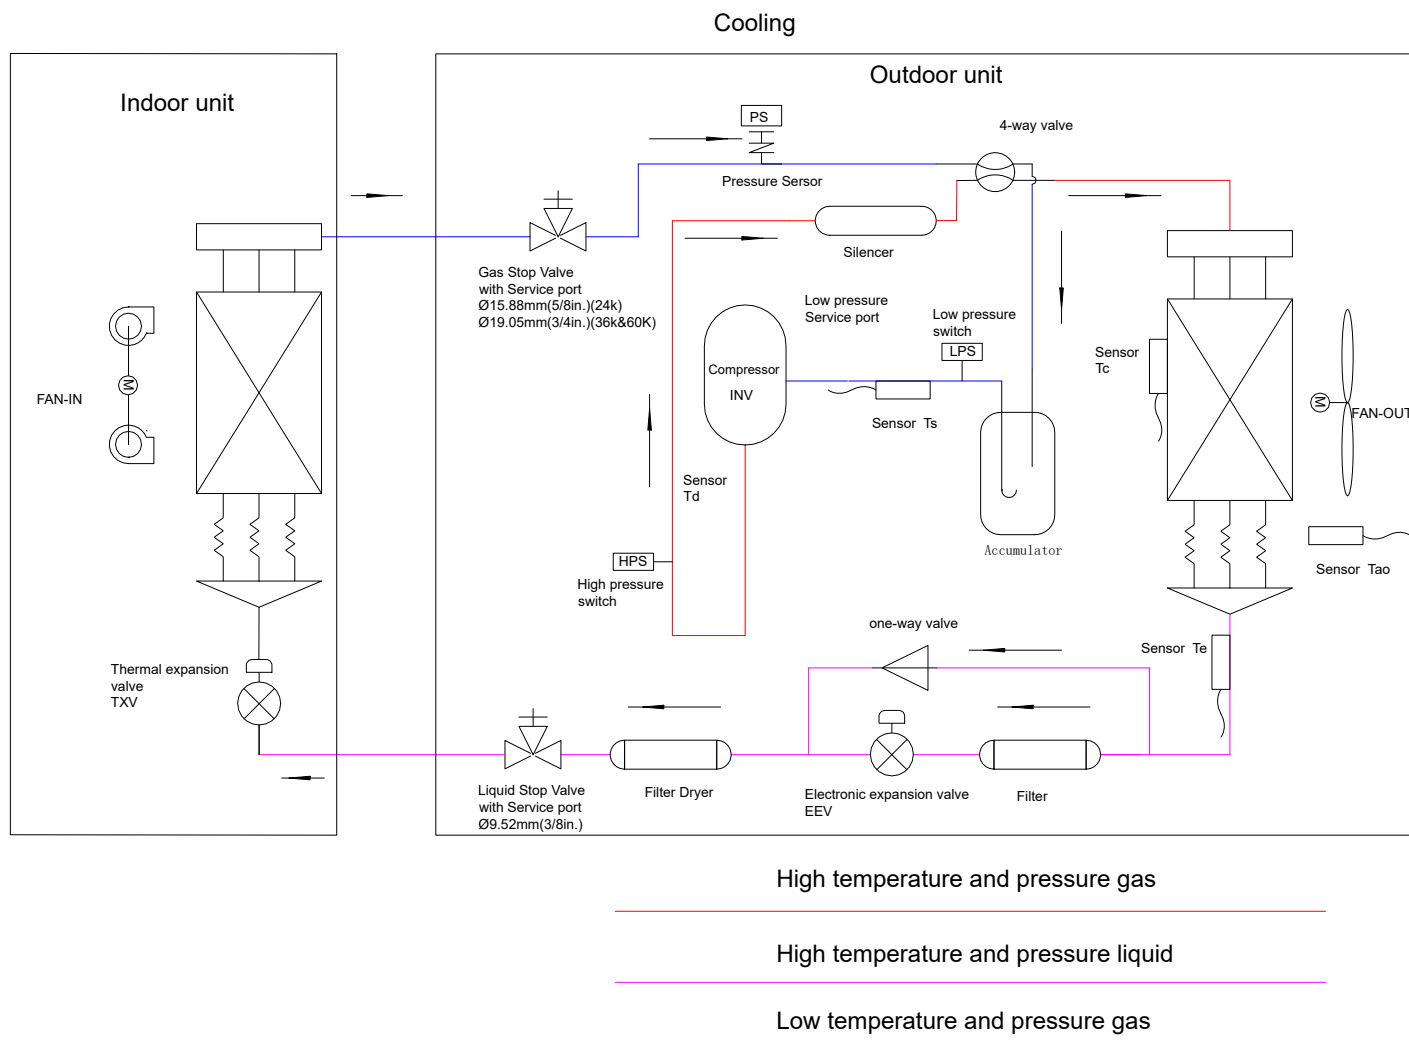 Cooling
Indoor unit
Outdoor unit
PS
4-way valve
Pressure Sersor
Silencer
Gas Stop Valve
with Service port
Ø15.88mm(5/8in.)(24k)
Ø19.05mm(3/4in.)(36k&60K)
Low pressure
Service port
Low pressure
switch
LPS
Compressor
INV
Sensor Ts
Sensor
Tc
FAN-IN
M
M
FAN-OUT
Sensor
Td
Accumulator
HPS
High pressure
switch
Sensor Tao
one-way valve
Sensor Te
Thermal expansion
valve
TXV
Liquid Stop Valve
with Service port
Ø9.52mm(3/8in.)
Filter Dryer
Electronic expansion valve
EEV
Filter
High temperature and pressure gas
High temperature and pressure liquid
Low temperature and pressure gas